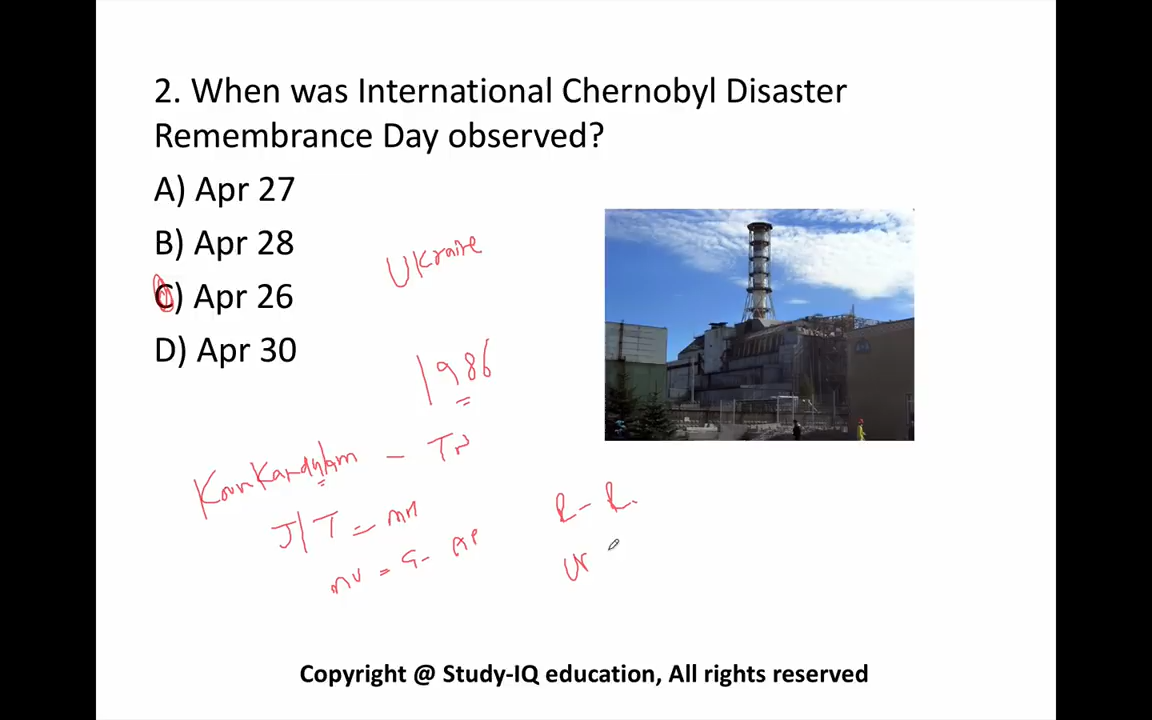 2. When was International Chernobyl Disaster
Remembrance Day observed?
A) Apr 27
B) Apr 28
C) Apr 26
D) Apr 30
Ukraine
1986
J/T = MH
R - R.
Copyright @ Study-IQ education, All rights reserved